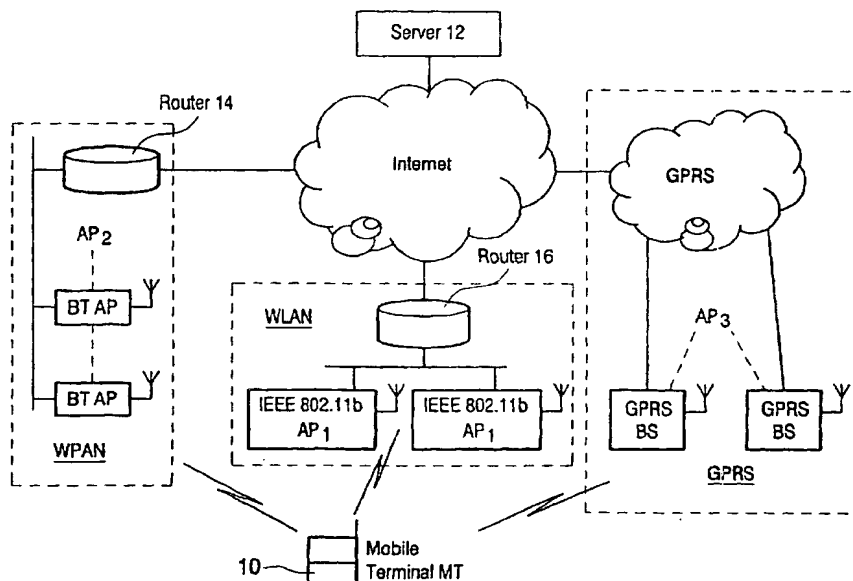 Server 12
Router 14
Internet
GPRS
AP2
Router 16
BT AP
WLAN
AP3
BT AP
IEEE 802.11b
AP1
IEEE 802.11b
AP1
GPRS
BS
GPRS
BS
WPAN
GPRS
10
Mobile
Terminal MT